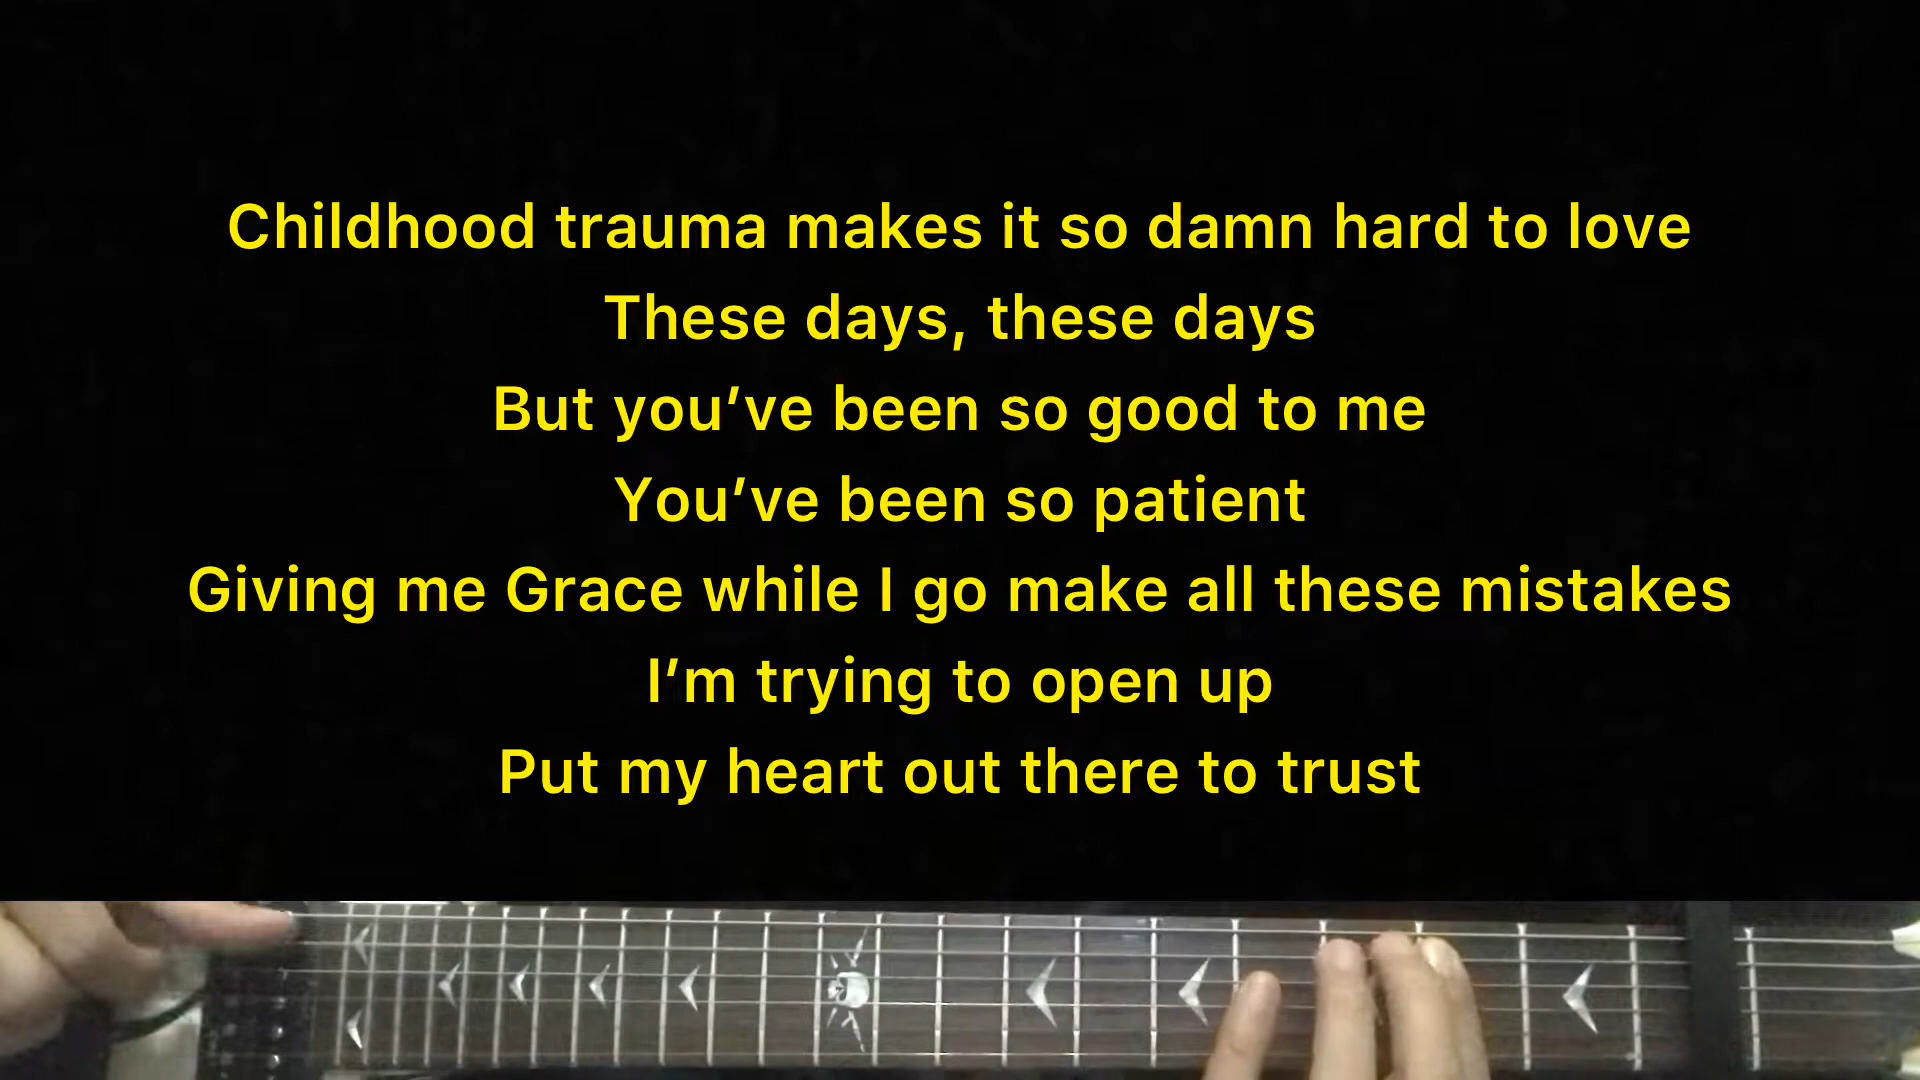 Childhood trauma makes it so damn hard to love
These days, these days
But you’ve been so good to me
You’ve been so patient
Giving me Grace while I go make all these mistakes
I’m trying to open up
Put my heart out there to trust